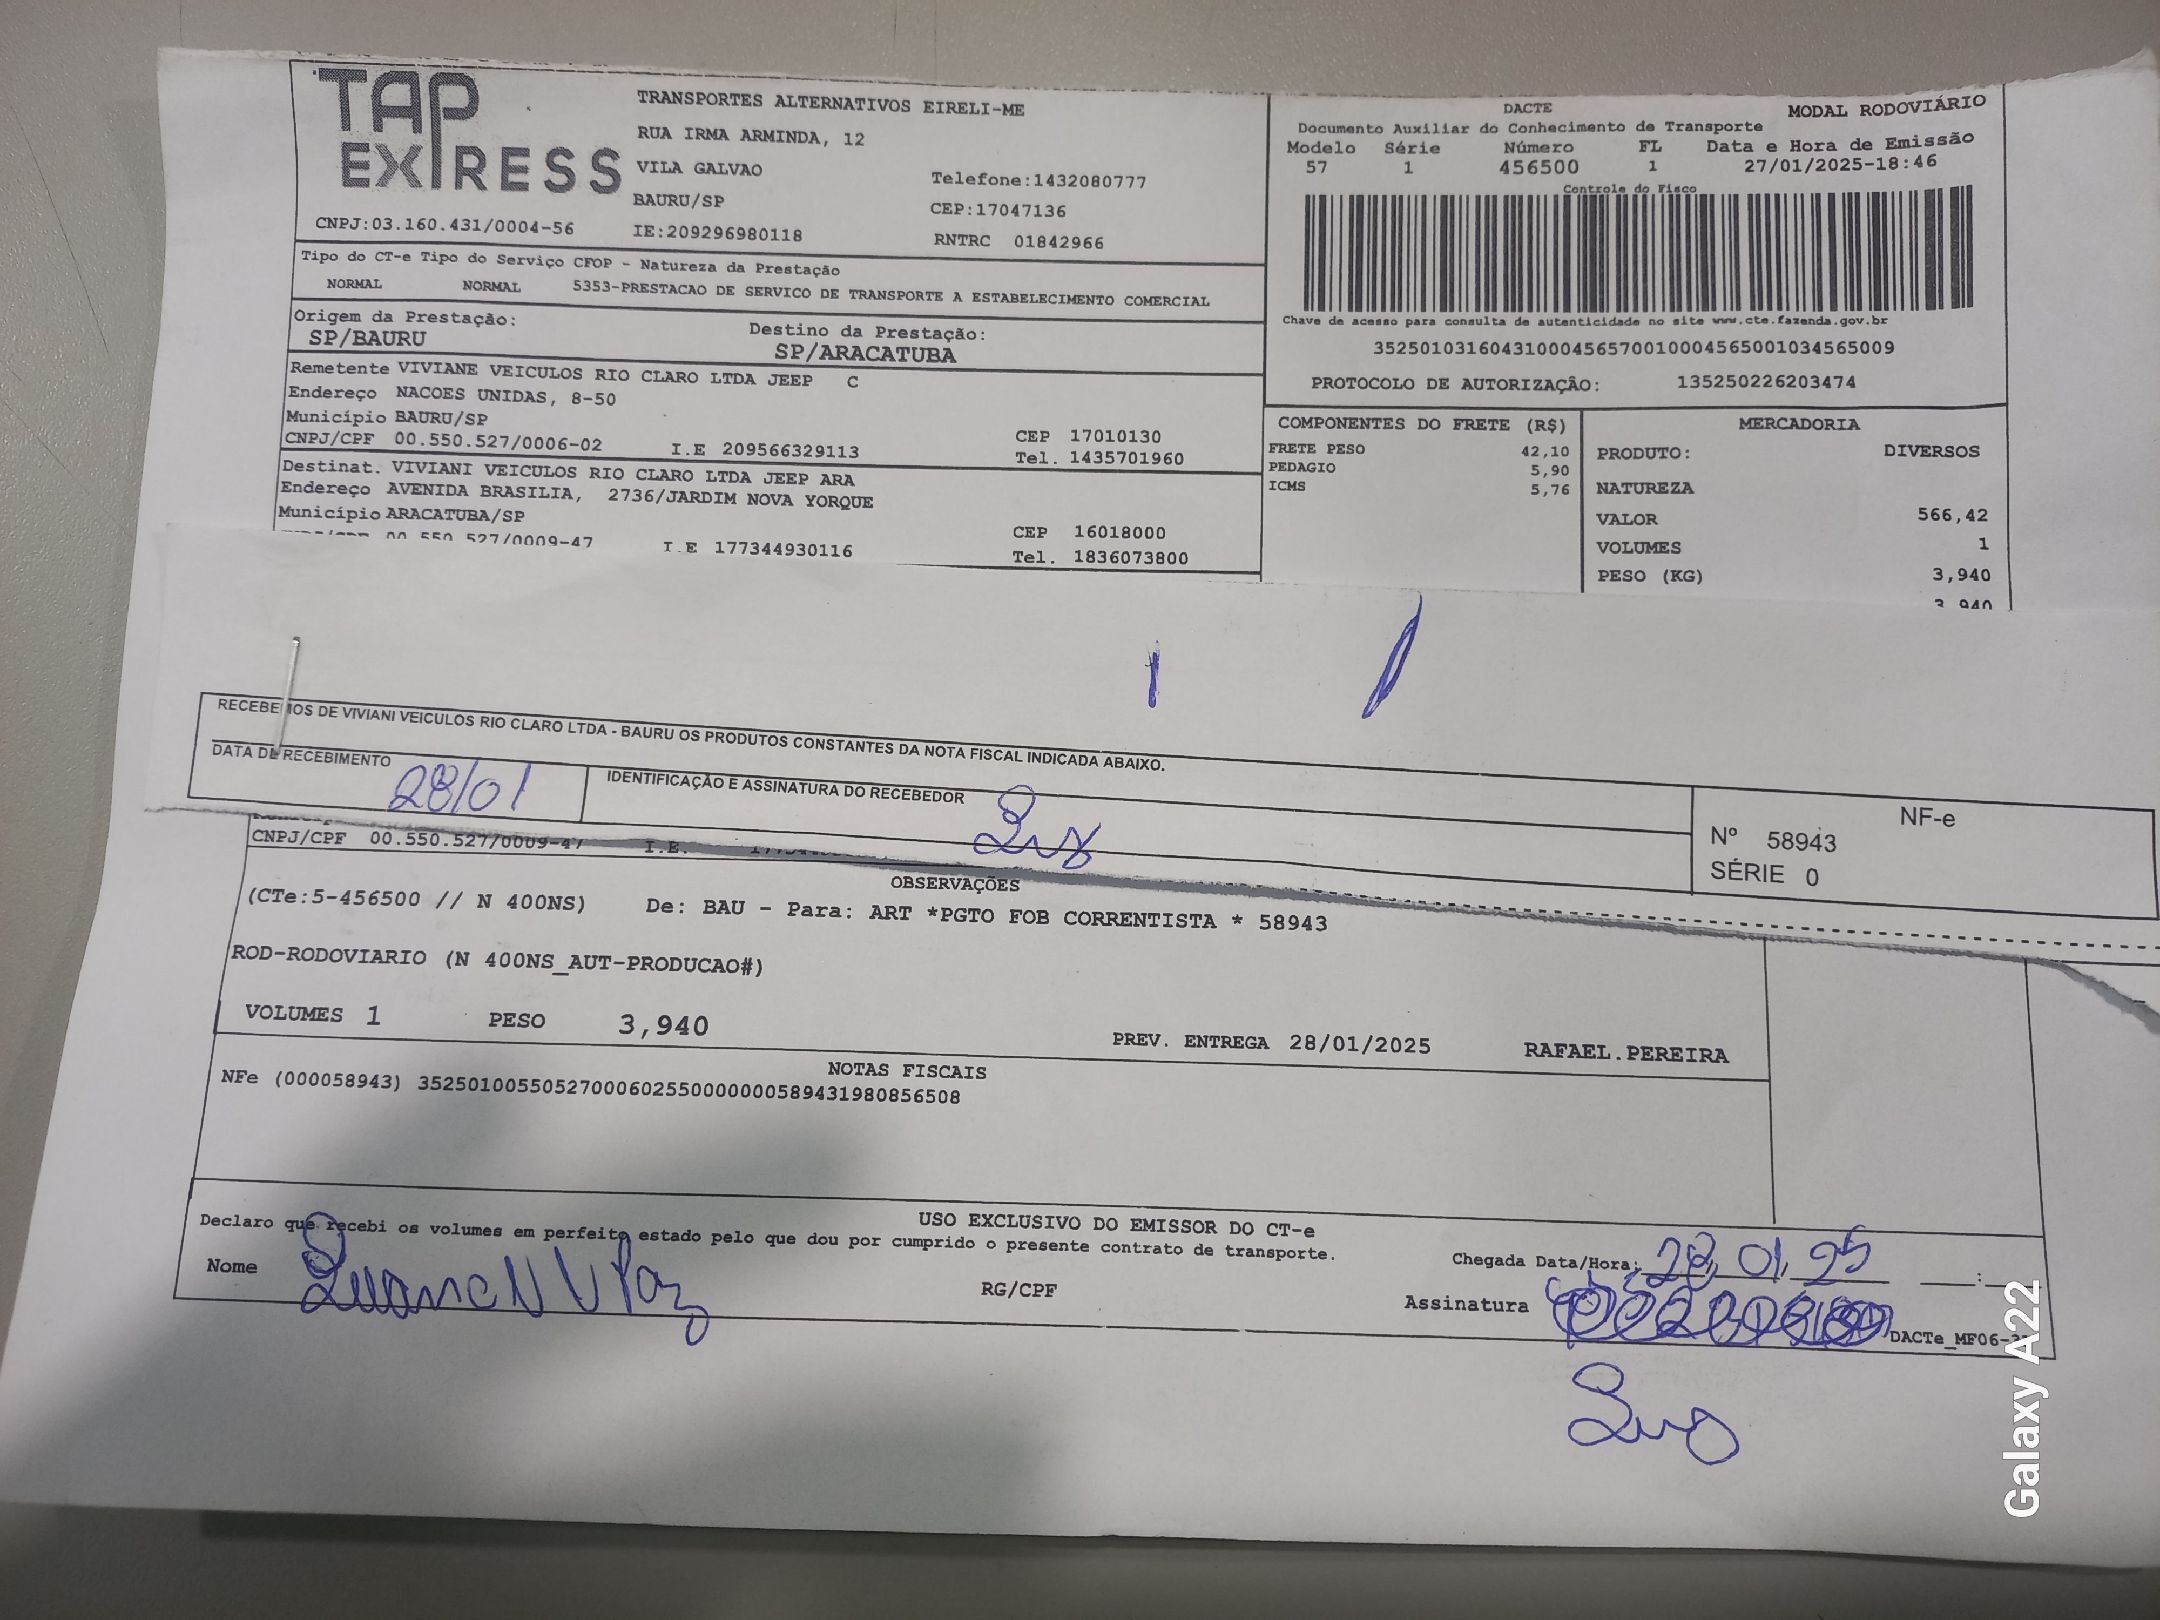 TAP
EXPRESS
TRANSPORTES ALTERNATIVOS EIRELI-ME
RUA IRMA ARMINDA, 12
VILA GALVAO
Telefone:1432080777
BAURU/SP
CEP:17047136
CNPJ:03.160.431/0004-56
IE:209296980118
RNTRC 01842966
DACTE
MODAL RODOVIÁRIO
Documento Auxiliar do Conhecimento de Transporte
Modelo Série Número FL Data e Hora de Emissão
57 1 456500 1 27/01/2025-18:46
Controle do Fisco
Chave de acesso para consulta de autenticidade no site www.cte.fazenda.gov.br
35250103160431000456570010004565001034565009
PROTOCOLO DE AUTORIZAÇÃO: 135250226203474
Tipo do CT-e Tipo do Serviço CFOP - Natureza da Prestação
NORMAL NORMAL 5353-PRESTACAO DE SERVICO DE TRANSPORTE A ESTABELECIMENTO COMERCIAL
Origem da Prestação: Destino da Prestação:
SP/BAURU SP/ARACATUBA
Remetente VIVIANE VEICULOS RIO CLARO LTDA JEEP C
Endereço NACOES UNIDAS, 8-50
Município BAURU/SP
CEP 17010130
CNPJ/CPF 00.550.527/0006-02 I.E 209566329113
Tel. 1435701960
Destinat. VIVIANI VEICULOS RIO CLARO LTDA JEEP ARA
Endereço AVENIDA BRASILIA, 2736/JARDIM NOVA YORQUE
Município ARACATUBA/SP
CEP 16018000
00.550.527/0009-47 I.E 177344930116
Tel. 1836073800
COMPONENTES DO FRETE (R$)
FRETE PESO 42,10
PEDAGIO 5,90
ICMS 5,76
MERCADORIA
PRODUTO: DIVERSOS
NATUREZA
VALOR 566,42
VOLUMES 1
PESO (KG) 3,940
3,940
RECEBEMOS DE VIVIANI VEICULOS RIO CLARO LTDA - BAURU OS PRODUTOS CONSTANTES DA NOTA FISCAL INDICADA ABAIXO.
DATA DE RECEBIMENTO
28/01
IDENTIFICAÇÃO E ASSINATURA DO RECEBEDOR
NF-e
Nº 58943
SÉRIE 0
CNPJ/CPF 00.550.527/0009-47 I.E.
OBSERVAÇÕES
(CTe:5-456500 // N 400NS) De: BAU - Para: ART *PGTO FOB CORRENTISTA * 58943
ROD-RODOVIARIO (N 400NS_AUT-PRODUCAO#)
VOLUMES 1 PESO 3,940
PREV. ENTREGA 28/01/2025 RAFAEL.PEREIRA
NOTAS FISCAIS
NFe (000058943) 35250100550527000602550000000589431980856508
USO EXCLUSIVO DO EMISSOR DO CT-e
Declaro que recebi os volumes em perfeito estado pelo que dou por cumprido o presente contrato de transporte.
Chegada Data/Hora: 28 01 25
Nome
RG/CPF
Assinatura
DACTe_MF06-
Galaxy A22